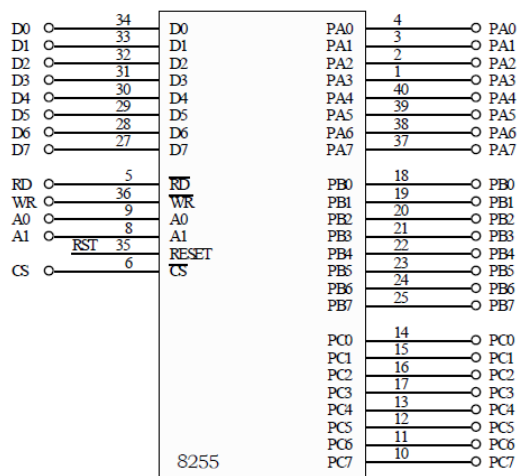 D0 34 D0 PA0 4 PA0
D1 33 D1 PA1 3 PA1
D2 32 D2 PA2 2 PA2
D3 31 D3 PA3 1 PA3
D4 30 D4 PA4 40 PA4
D5 29 D5 PA5 39 PA5
D6 28 D6 PA6 38 PA6
D7 27 D7 PA7 37 PA7
RD 5 RD PB0 18 PB0
WR 36 WR PB1 19 PB1
A0 9 A0 PB2 20 PB2
A1 8 A1 PB3 21 PB3
RST 35 RESET PB4 22 PB4
CS 6 CS PB5 23 PB5
PB6 24 PB6
PB7 25 PB7
PC0 14 PC0
PC1 15 PC1
PC2 16 PC2
PC3 17 PC3
PC4 13 PC4
PC5 12 PC5
PC6 11 PC6
8255 PC7 10 PC7